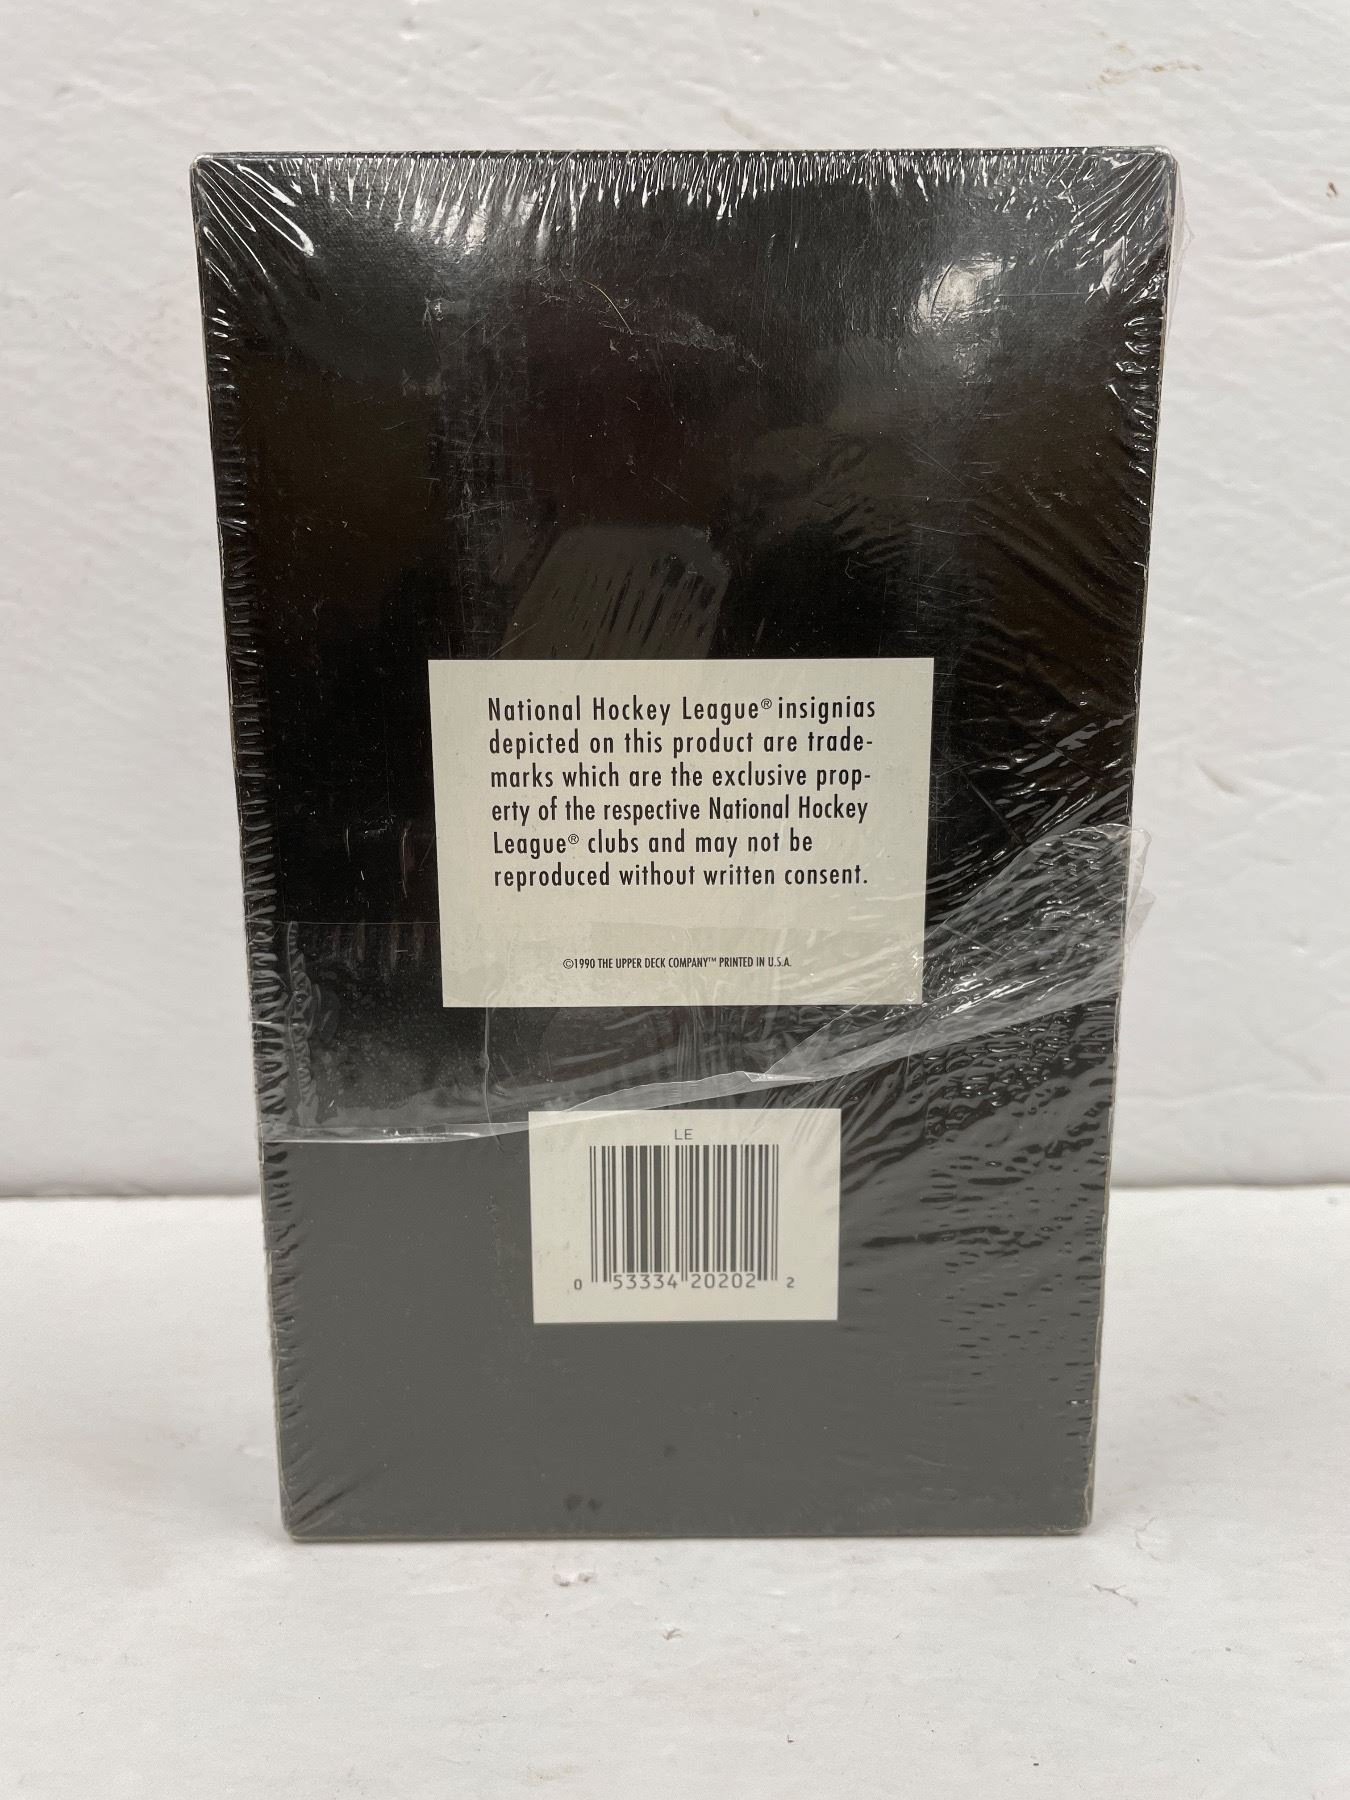 National Hockey League® insignias
depicted on this product are trade-
marks which are the exclusive prop-
erty of the respective National Hockey
League® clubs and may not be
reproduced without written consent.
©1990 THE UPPER DECK COMPANY™ PRINTED IN U.S.A.
LE
0 53334 20202 2